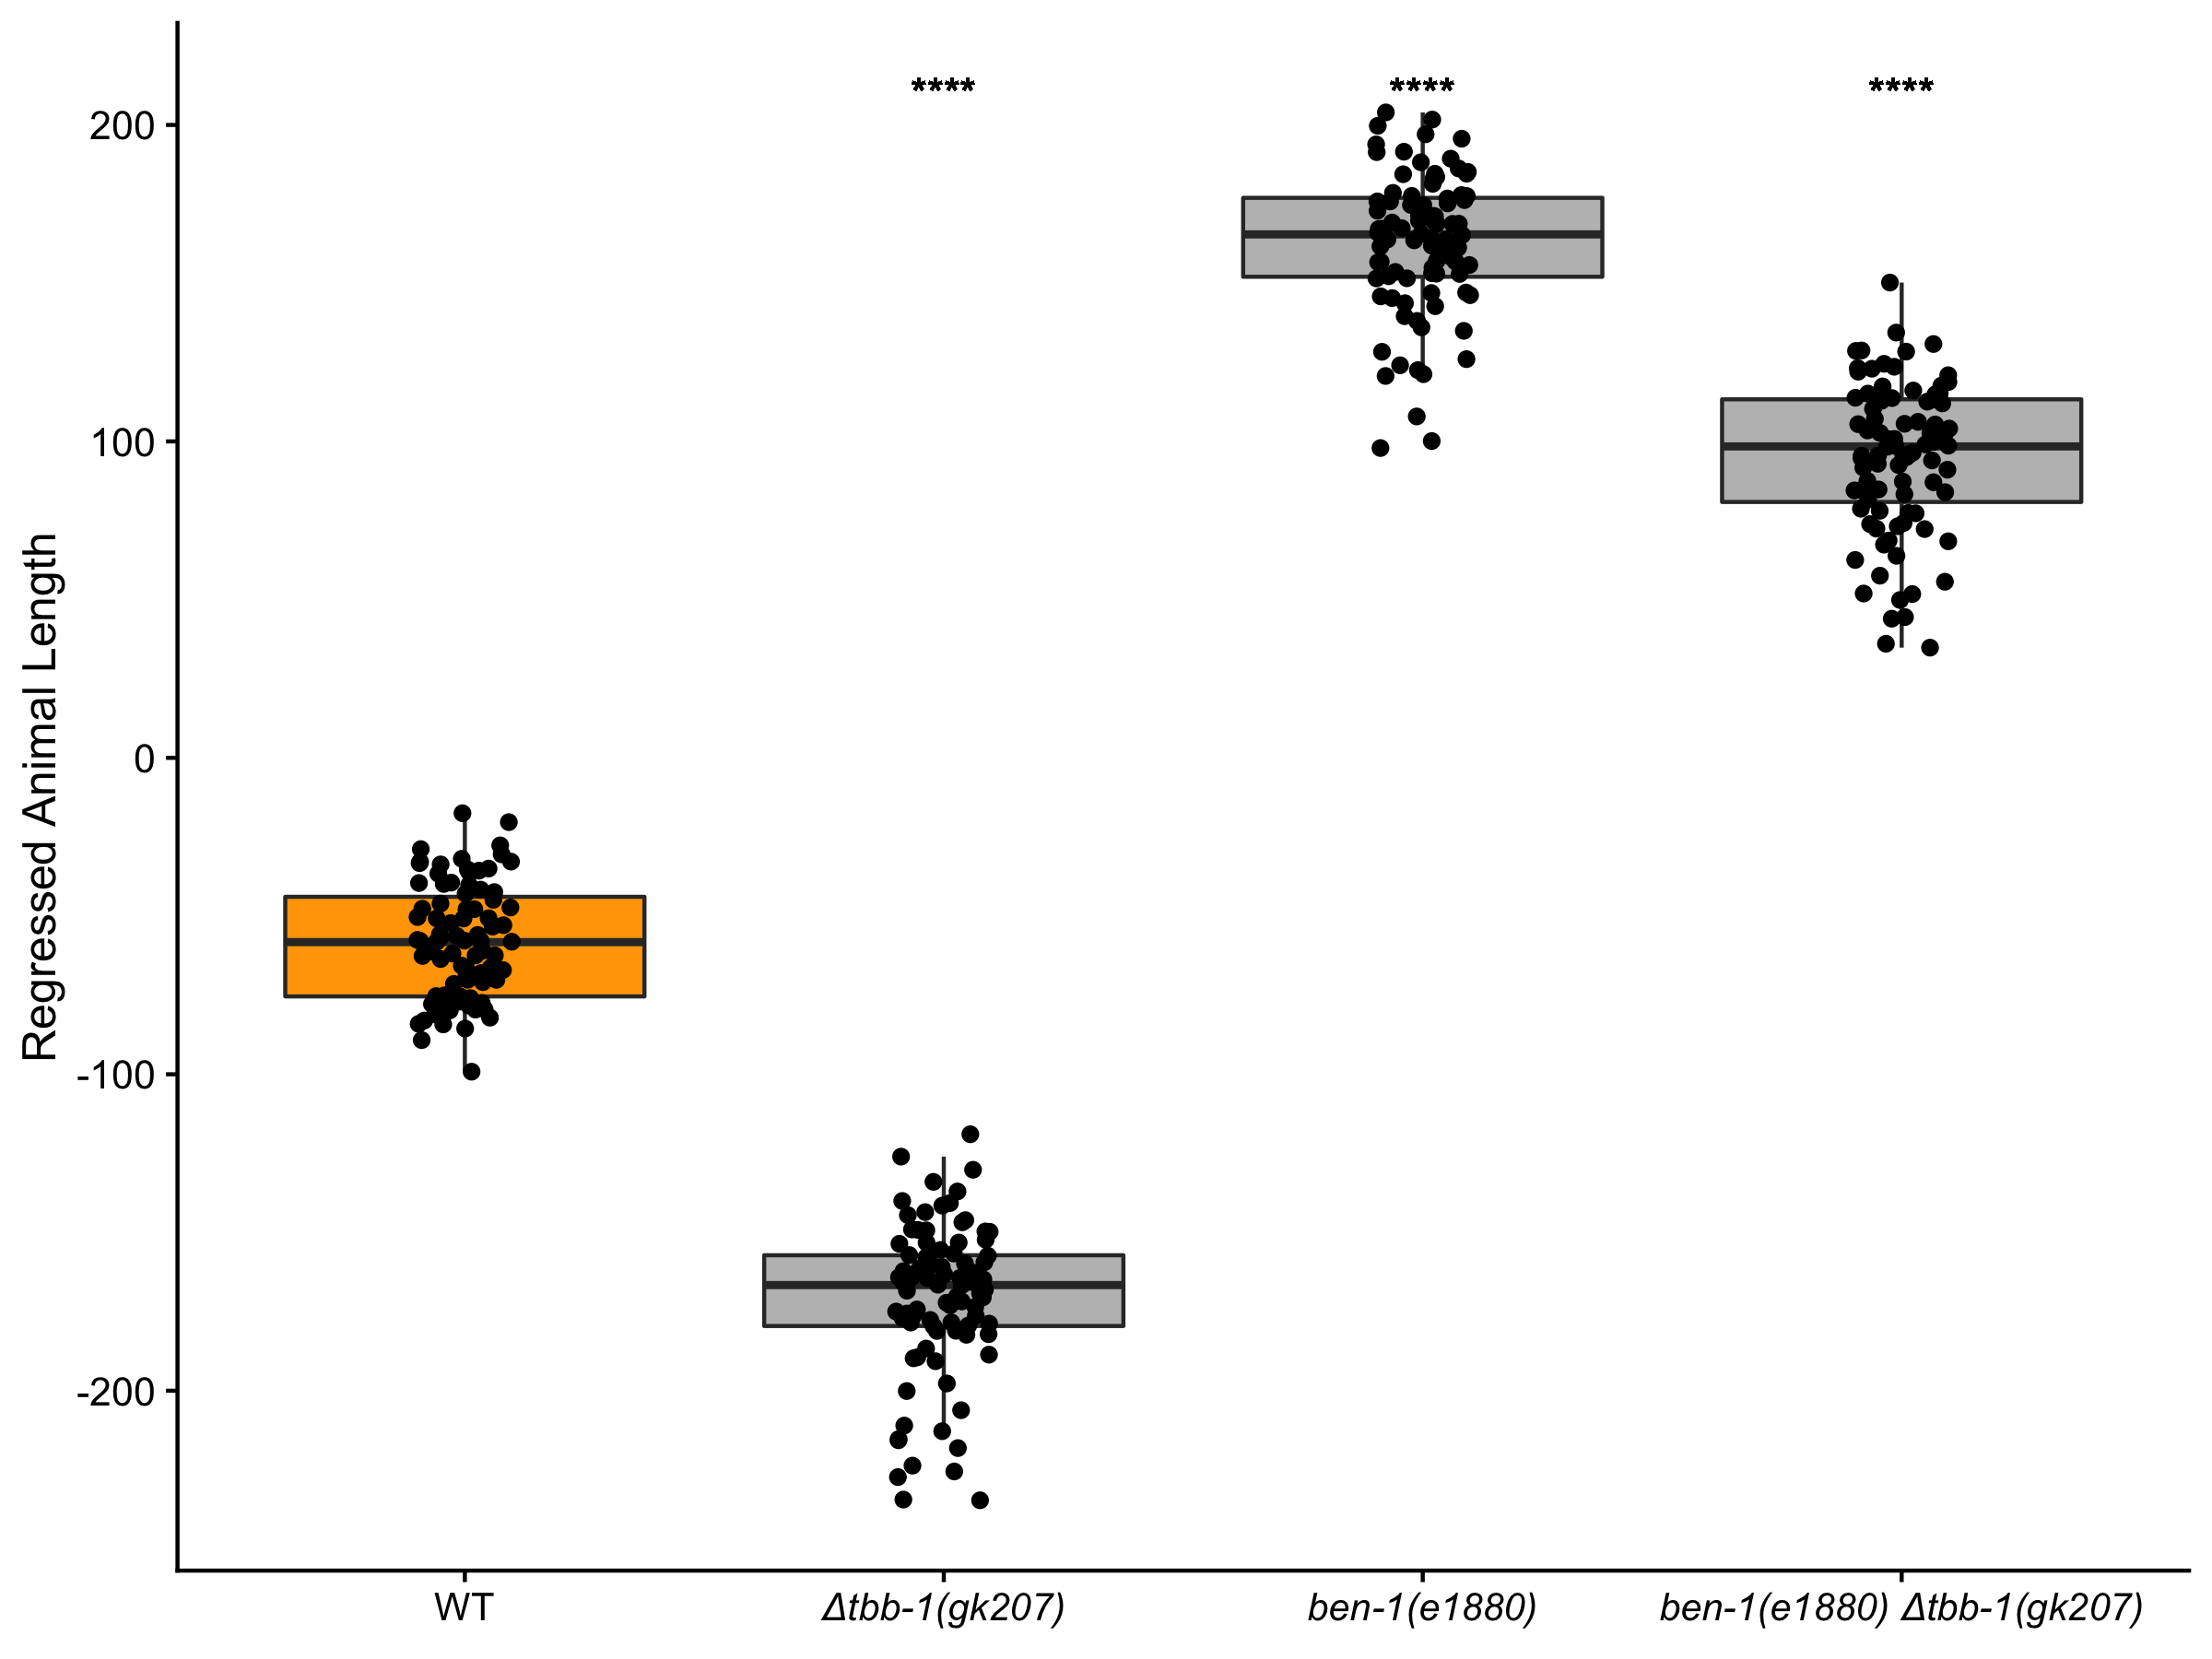 **** **** ****
200
100
0
-100
-200
Regressed Animal Length
WT Δtbb-1(gk207) ben-1(e1880) ben-1(e1880) Δtbb-1(gk207)